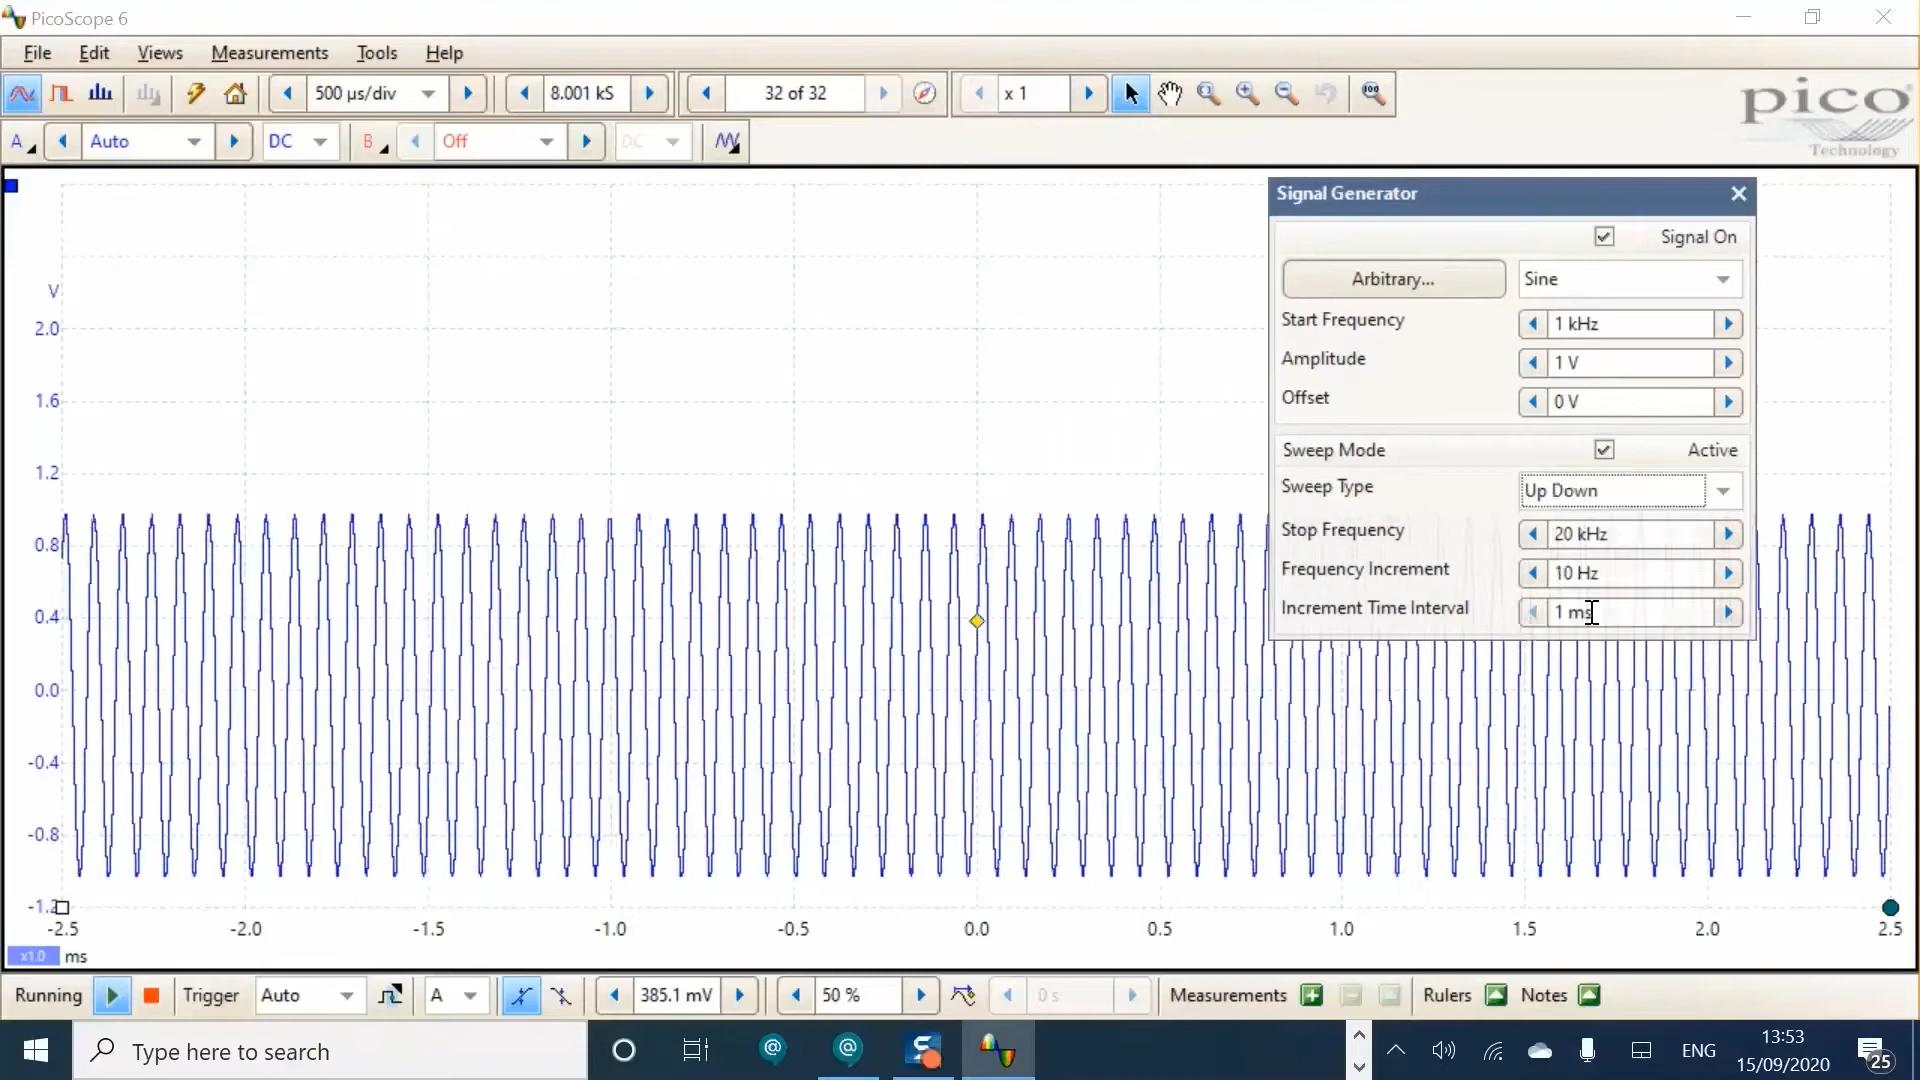 PicoScope 6
File Edit Views Measurements Tools Help
500 µs/div 8.001 kS 32 of 32 x 1
pico
Technology
A Auto DC B Off DC
Signal Generator
Signal On
Arbitrary... Sine
Start Frequency 1 kHz
Amplitude 1 V
Offset 0 V
Sweep Mode Active
Sweep Type Up Down
Stop Frequency 20 kHz
Frequency Increment 10 Hz
Increment Time Interval 1 ms
V
2.0
1.6
1.2
0.8
0.4
0.0
-0.4
-0.8
-1.2
-2.5 -2.0 -1.5 -1.0 -0.5 0.0 0.5 1.0 1.5 2.0 2.5
x1.0 ms
Running Trigger Auto A 385.1 mV 50 % 0 s Measurements Rulers Notes
Type here to search
ENG
13:53
15/09/2020
25